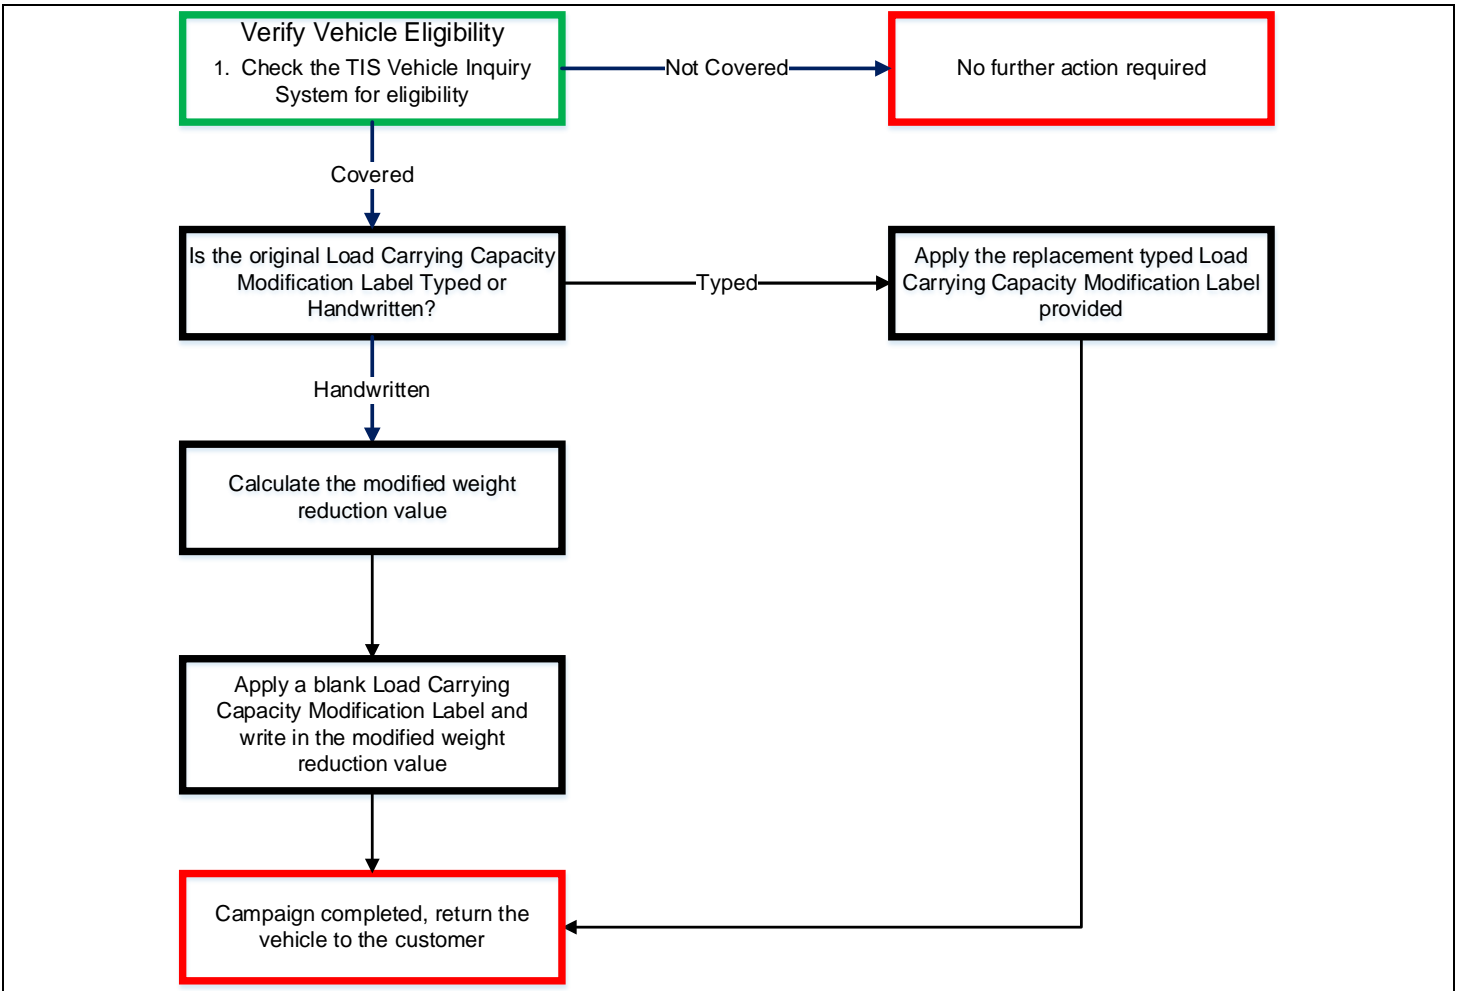 Verify Vehicle Eligibility
1. Check the TIS Vehicle Inquiry
System for eligibility
Not Covered
No further action required
Covered
Is the original Load Carrying Capacity
Modification Label Typed or
Handwritten?
Typed
Apply the replacement typed Load
Carrying Capacity Modification Label
provided
Handwritten
Calculate the modified weight
reduction value
Apply a blank Load Carrying
Capacity Modification Label and
write in the modified weight
reduction value
Campaign completed, return the
vehicle to the customer